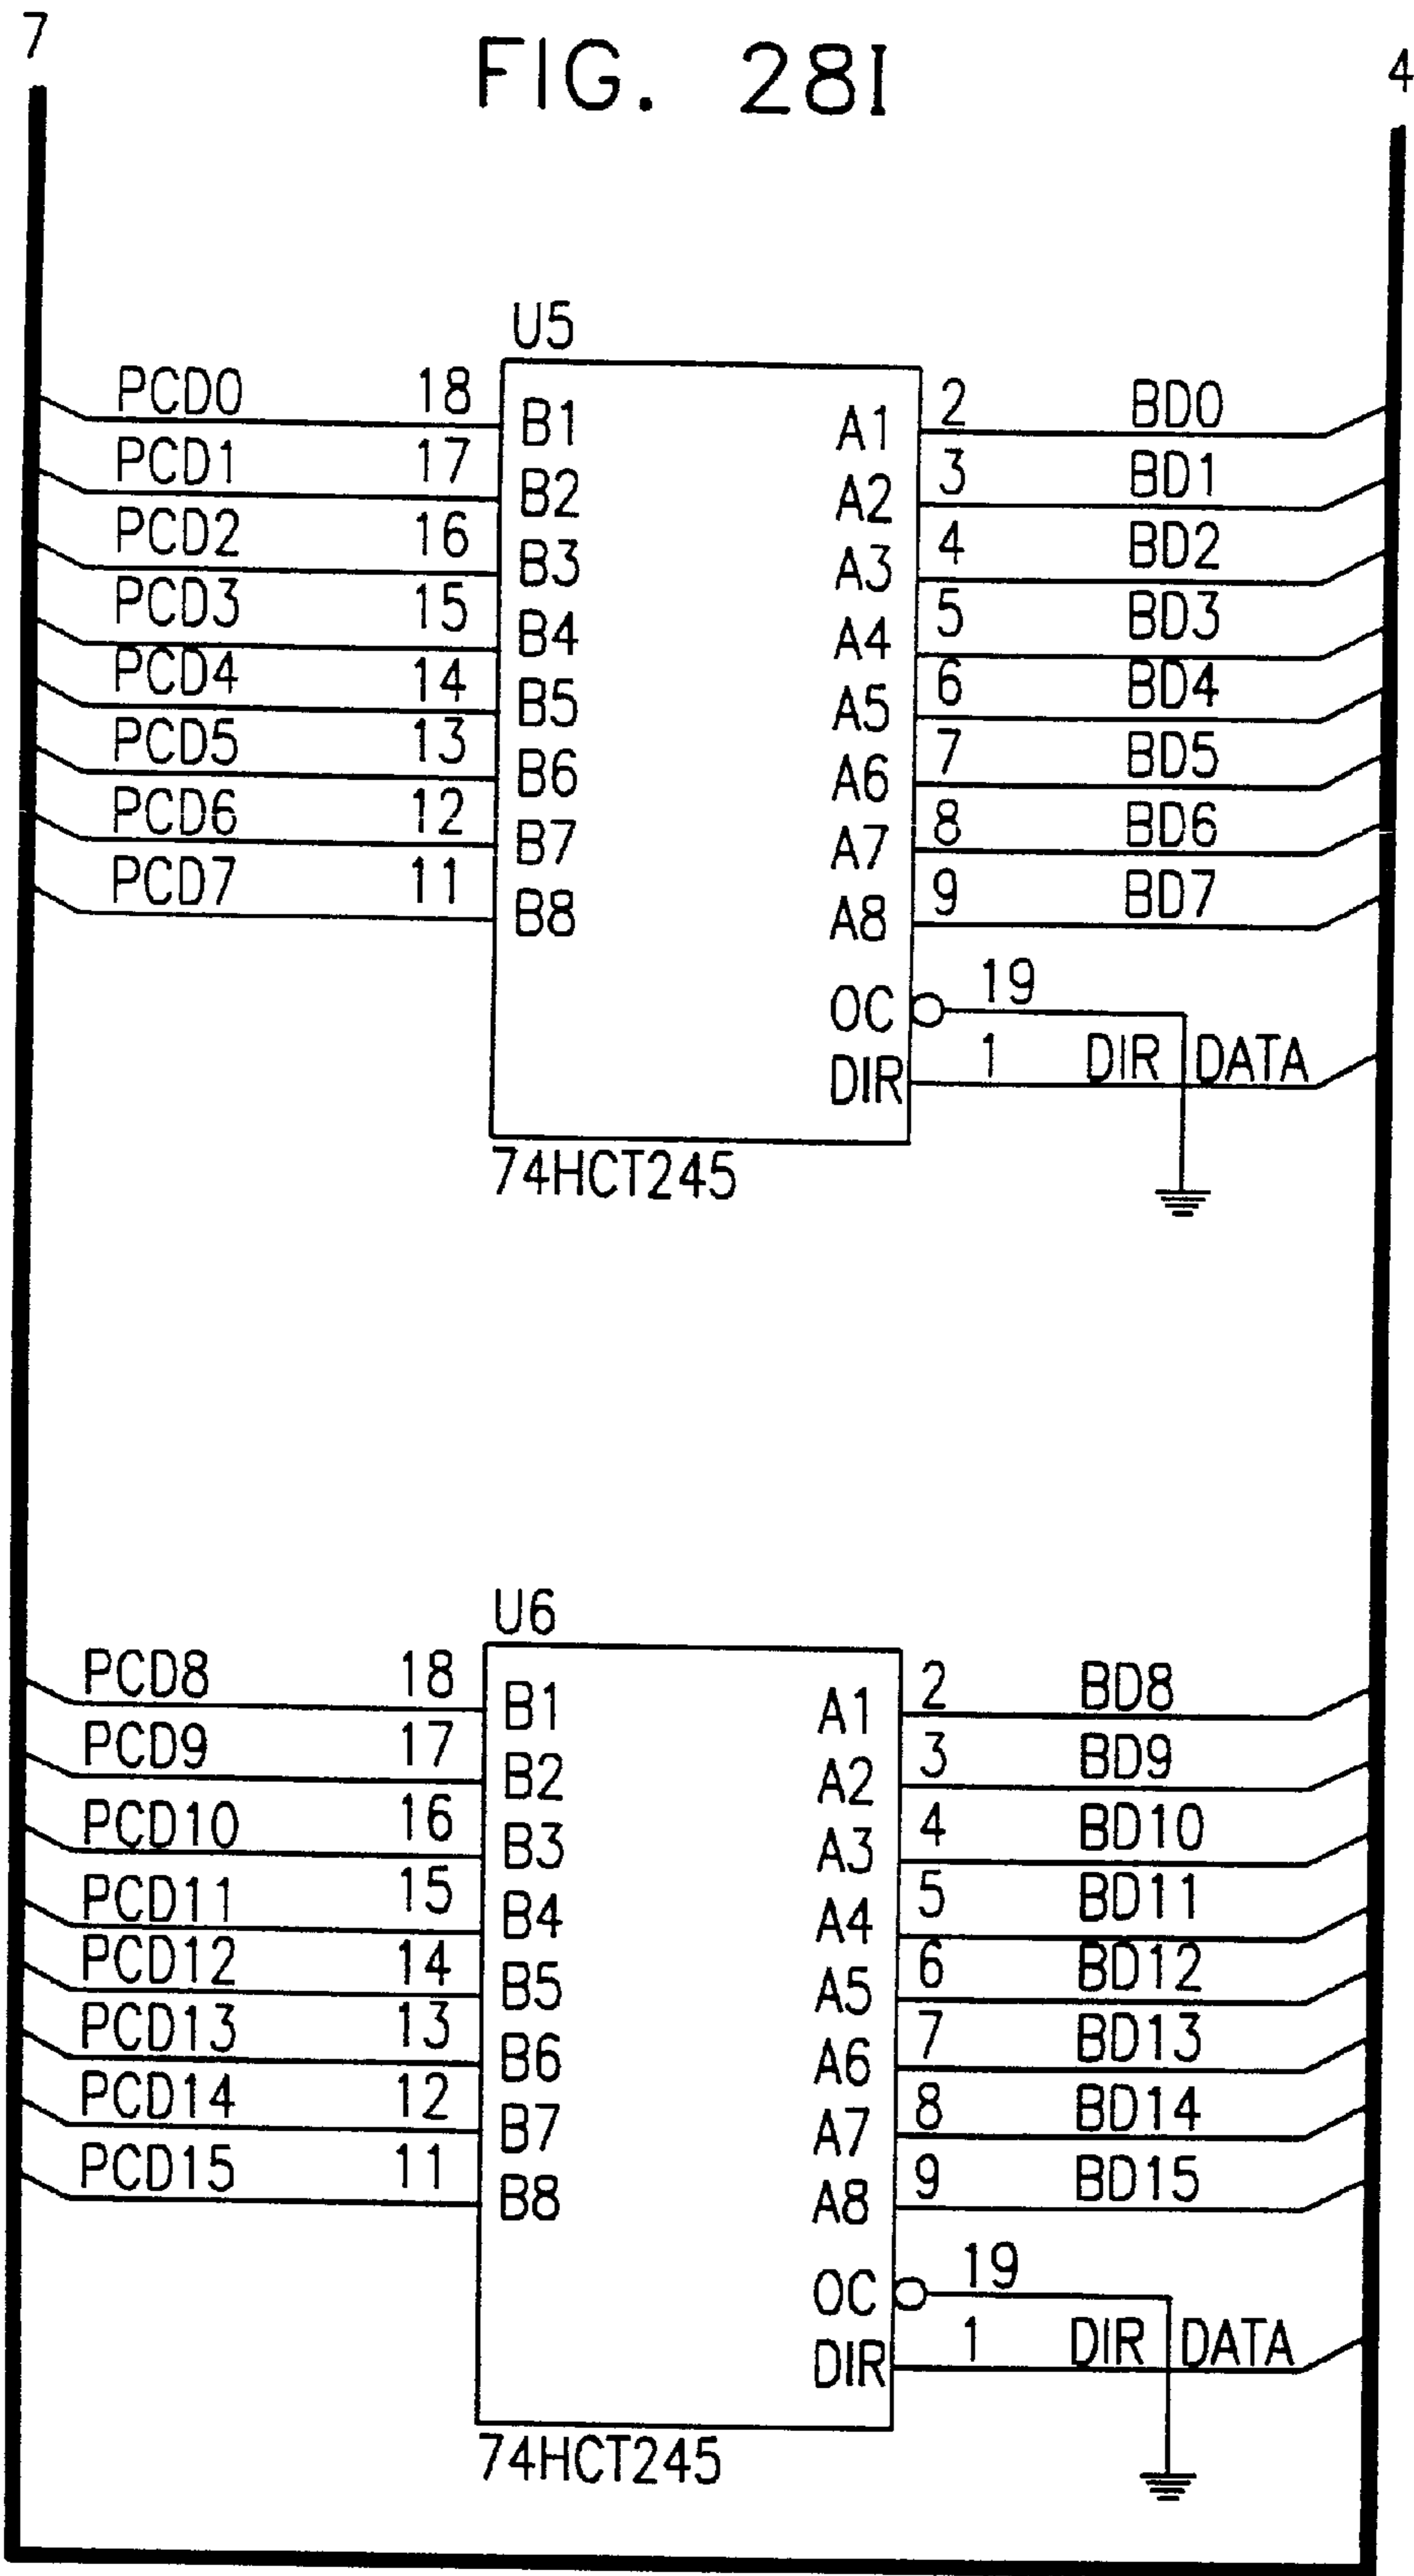 7 FIG. 28I 4
U5
PCD0 18 B1 A1 2 BD0
PCD1 17 B2 A2 3 BD1
PCD2 16 B3 A3 4 BD2
PCD3 15 B4 A4 5 BD3
PCD4 14 B5 A5 6 BD4
PCD5 13 B6 A6 7 BD5
PCD6 12 B7 A7 8 BD6
PCD7 11 B8 A8 9 BD7
OC 19
DIR 1 DIR DATA
74HCT245
U6
PCD8 18 B1 A1 2 BD8
PCD9 17 B2 A2 3 BD9
PCD10 16 B3 A3 4 BD10
PCD11 15 B4 A4 5 BD11
PCD12 14 B5 A5 6 BD12
PCD13 13 B6 A6 7 BD13
PCD14 12 B7 A7 8 BD14
PCD15 11 B8 A8 9 BD15
OC 19
DIR 1 DIR DATA
74HCT245